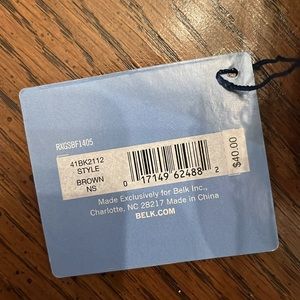 RXGSBF1405
41BK2112
STYLE
BROWN
NS
0 17149 62488 2
$40.00
Made Exclusively for Belk Inc.,
Charlotte, NC 28217 Made in China
BELK.COM